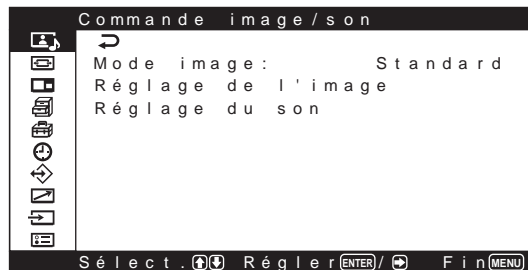 Commande image/son
Mode image: Standard
Réglage de l'image
Réglage du son
Sélect. Régler ENTER / Fin MENU